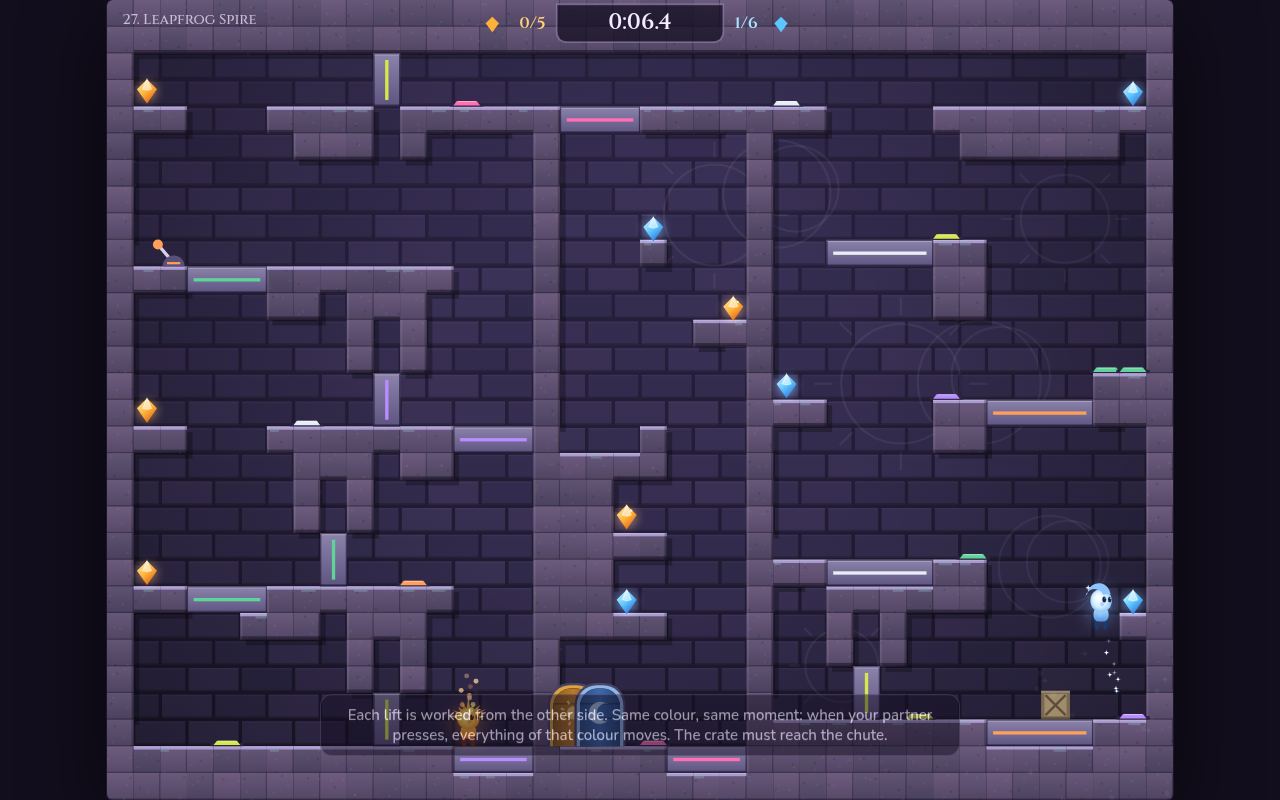 27. Leapfrog Spire
0/5
0:06.4
1/6
Each lift is worked from the other side. Same colour, same moment: when your partner
presses, everything of that colour moves. The crate must reach the chute.